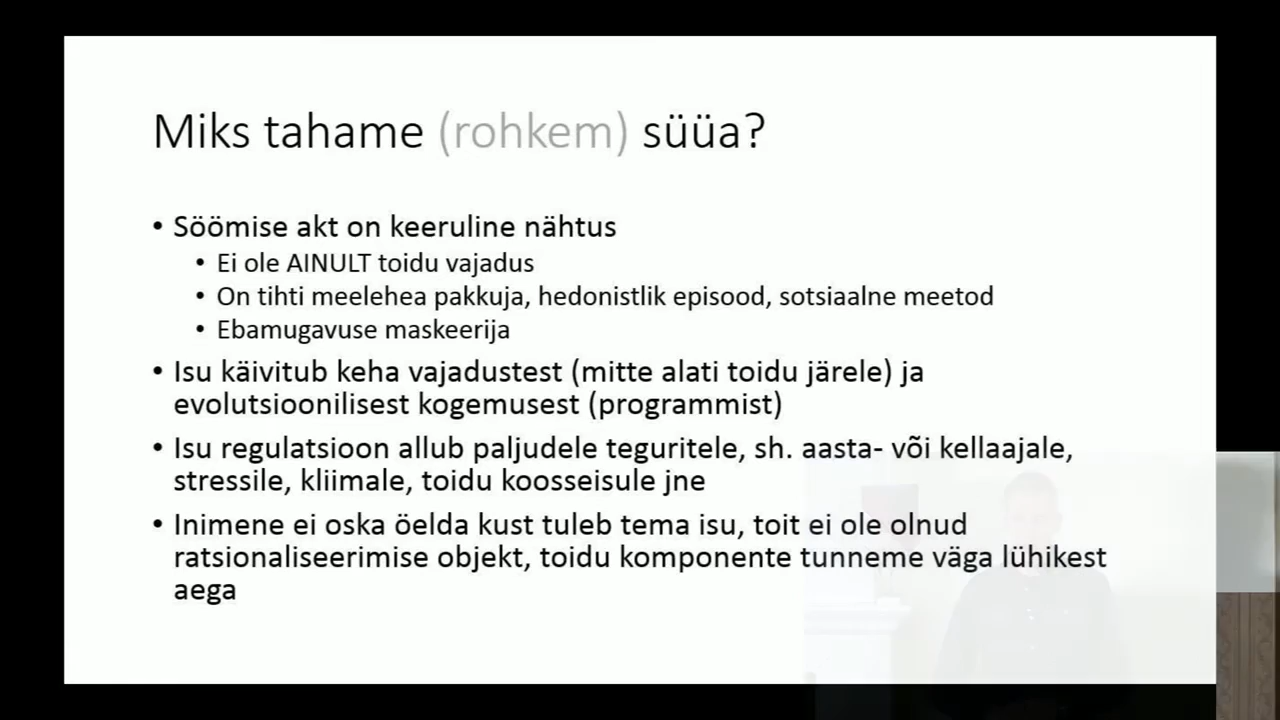 Miks tahame (rohkem) süüa?
• Söömise akt on keeruline nähtus
• Ei ole AINULT toidu vajadus
• On tihti meelehea pakkuja, hedonistlik episood, sotsiaalne meetod
• Ebamugavuse maskeerija
• Isu käivitub keha vajadustest (mitte alati toidu järele) ja
evolutsioonilisest kogemusest (programmist)
• Isu regulatsioon allub paljudele teguritele, sh. aasta- või kellaajale,
stressile, kliimale, toidu koosseisule jne
• Inimene ei oska öelda kust tuleb tema isu, toit ei ole olnud
ratsionaliseerimise objekt, toidu komponente tunneme väga lühikest
aega